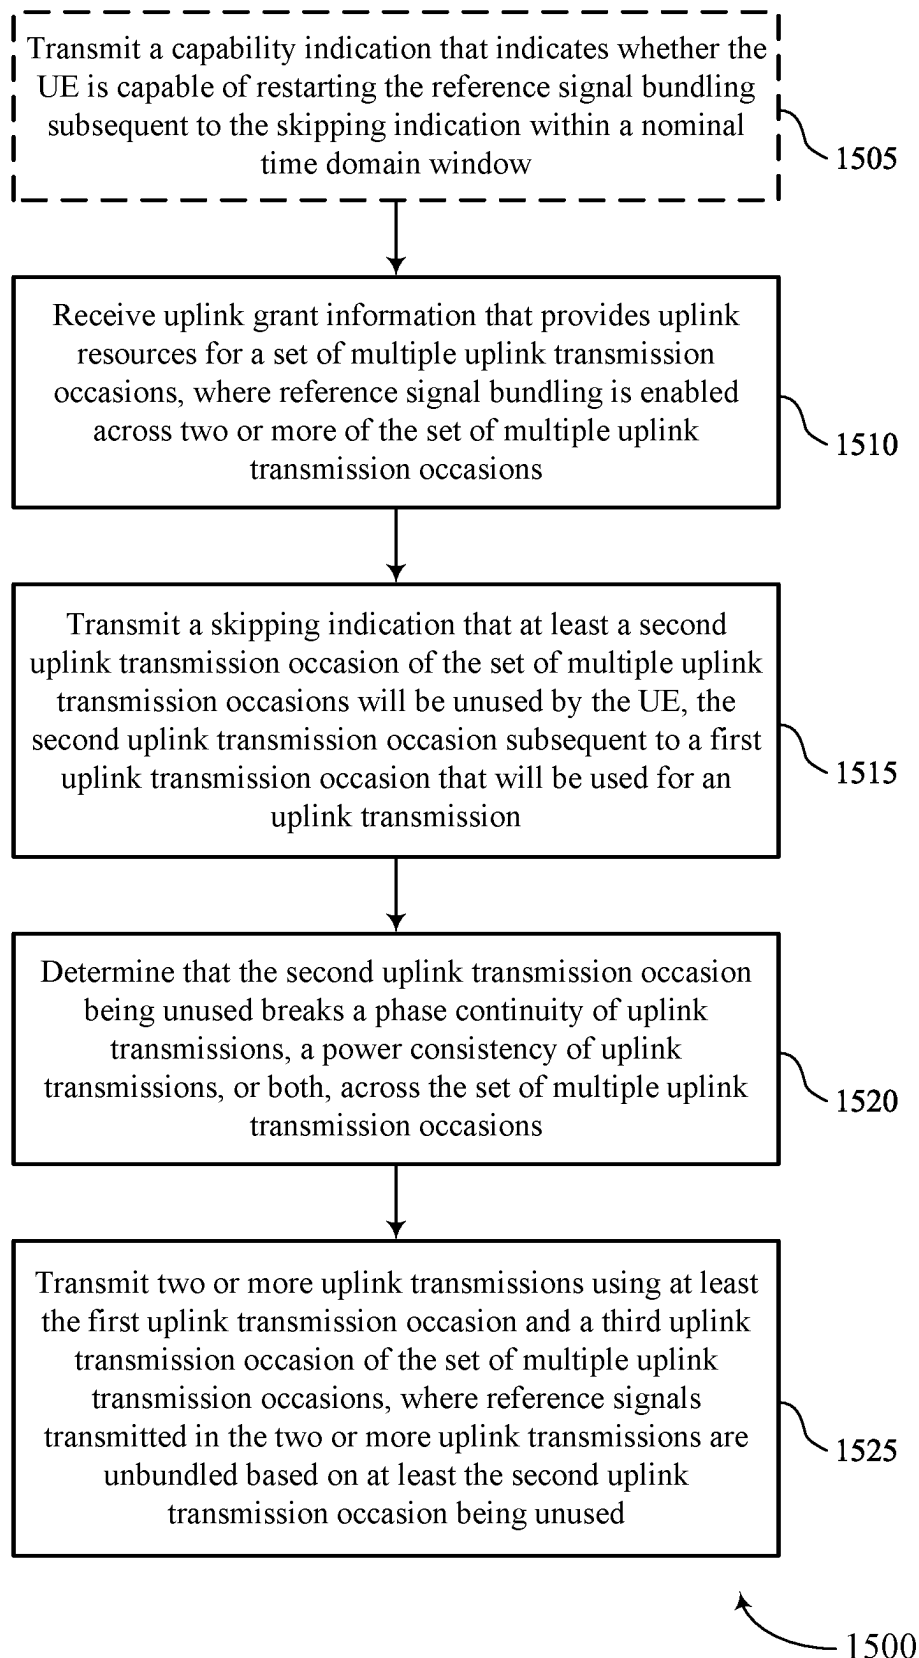 Transmit a capability indication that indicates whether the
UE is capable of restarting the reference signal bundling
subsequent to the skipping indication within a nominal
time domain window
1505
Receive uplink grant information that provides uplink
resources for a set of multiple uplink transmission
occasions, where reference signal bundling is enabled
across two or more of the set of multiple uplink
transmission occasions
1510
Transmit a skipping indication that at least a second
uplink transmission occasion of the set of multiple uplink
transmission occasions will be unused by the UE, the
second uplink transmission occasion subsequent to a first
uplink transmission occasion that will be used for an
uplink transmission
1515
Determine that the second uplink transmission occasion
being unused breaks a phase continuity of uplink
transmissions, a power consistency of uplink
transmissions, or both, across the set of multiple uplink
transmission occasions
1520
Transmit two or more uplink transmissions using at least
the first uplink transmission occasion and a third uplink
transmission occasion of the set of multiple uplink
transmission occasions, where reference signals
transmitted in the two or more uplink transmissions are
unbundled based on at least the second uplink
transmission occasion being unused
1525
1500